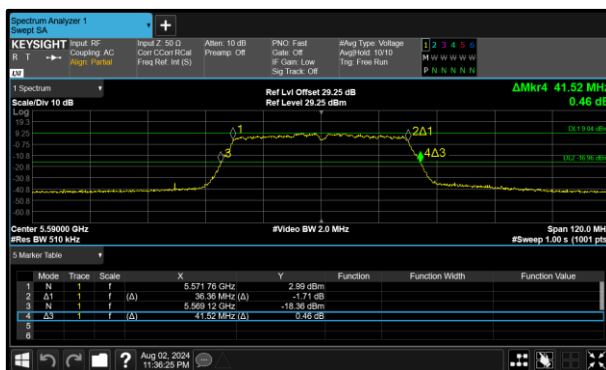 Spectrum Analyzer 1
Swept SA
KEYSIGHT Input: RF Input Z: 50 Ω Atten: 10 dB PNO: Fast #Avg Type: Voltage 1 2 3 4 5 6
R T Coupling: AC Corr CCorr RCal Preamp: Off Gate: Off Avg|Hold: 10/10 M W W W W W
Align: Partial Freq Ref: Int (S) IF Gain: Low Trig: Free Run P N N N N N
LXI Sig Track: Off
1 Spectrum Ref Lvl Offset 29.25 dB ΔMkr4 41.52 MHz
Scale/Div 10 dB Ref Level 29.25 dBm 0.46 dB
Log
19.3
9.25 1 2Δ1 DL1 9.04 dBm
-0.75
-10.8 3 4Δ3 DL2 -16.96 dBm
-20.8
-30.8
-40.8
-50.8
-60.8
Center 5.59000 GHz #Video BW 2.0 MHz Span 120.0 MHz
#Res BW 510 kHz #Sweep 1.00 s (1001 pts)
5 Marker Table
Mode Trace Scale X Y Function Function Width Function Value
1 N 1 f 5.571 76 GHz 2.99 dBm
2 Δ1 1 f (Δ) 36.36 MHz (Δ) -1.71 dB
3 N 1 f 5.569 12 GHz -18.36 dBm
4 Δ3 1 f (Δ) 41.52 MHz (Δ) 0.46 dB
5
6
Aug 02, 2024
11:36:25 PM